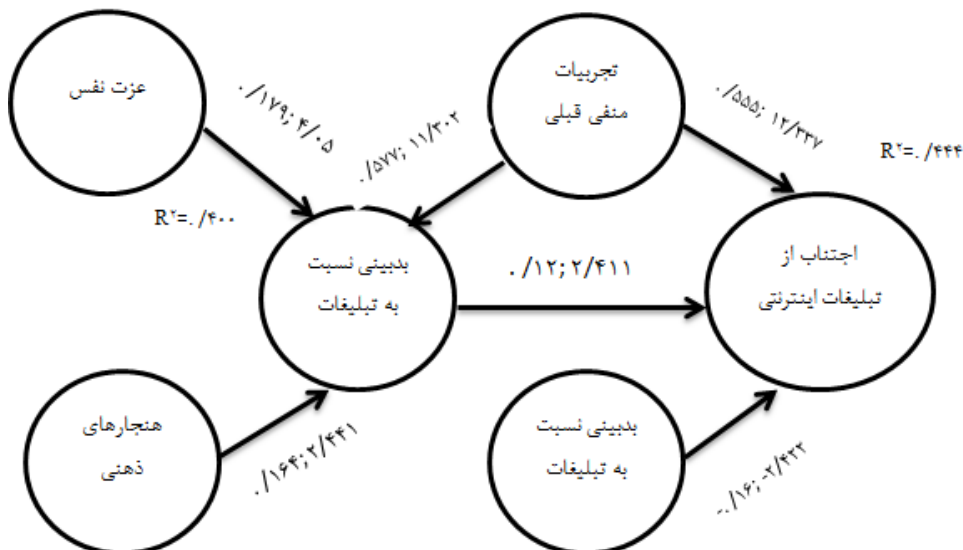 عزت نفس
۰/۱۷۹; ۴/۰۵
تجربیات
منفی قبلی
۰/۵۷۷; ۱۱/۳۰۲
۰/۵۵۵; ۱۲/۳۳۷
R۲=۰/۴۴۴
R۲=۰/۴۰۰
بدبینی نسبت
به تبلیغات
۰/۱۲; ۲/۴۱۱
اجتناب از
تبلیغات اینترنتی
هنجارهای
ذهنی
۰/۱۶۴; ۲/۴۴۱
بدبینی نسبت
به تبلیغات
-۰/۱۶; -۲/۴۲۲